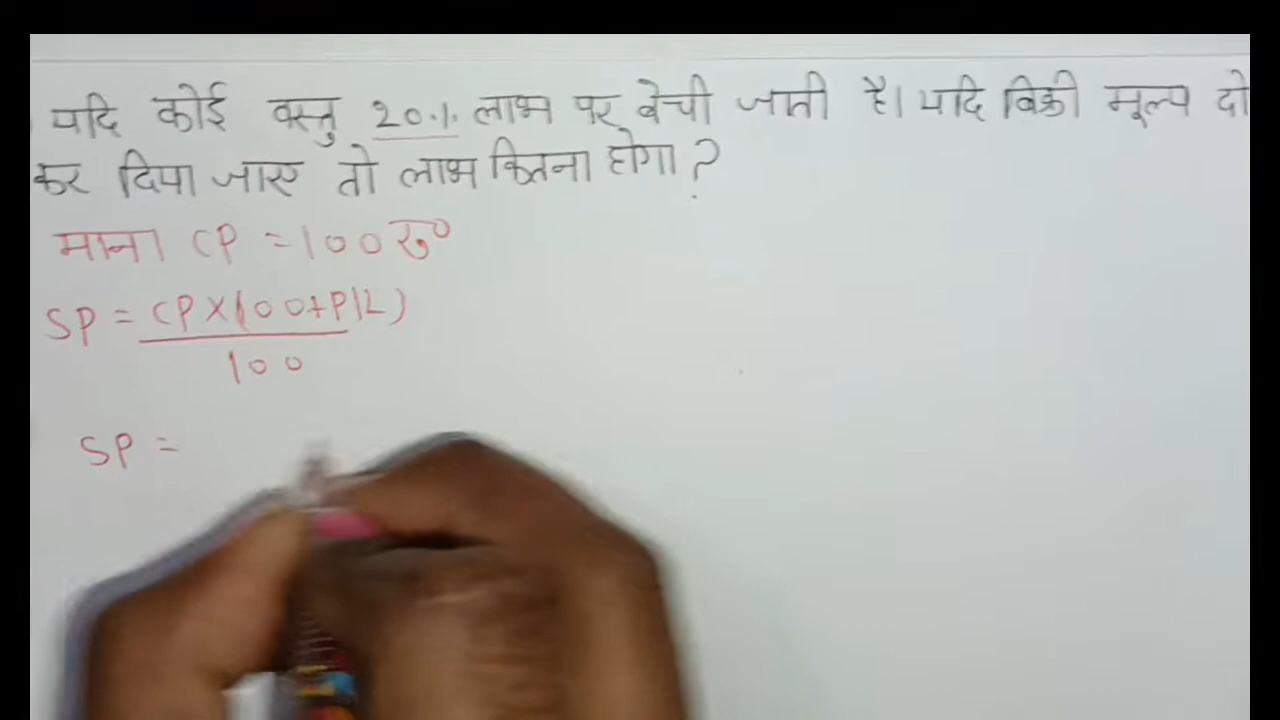 यदि कोई वस्तु 20% लाभ पर बेची जाती है। यदि बिक्री मूल्य दो
कर दिया जाए तो लाभ कितना होगा?
माना CP = 100 रु०
SP = CP×(100+P/L)
100
SP =